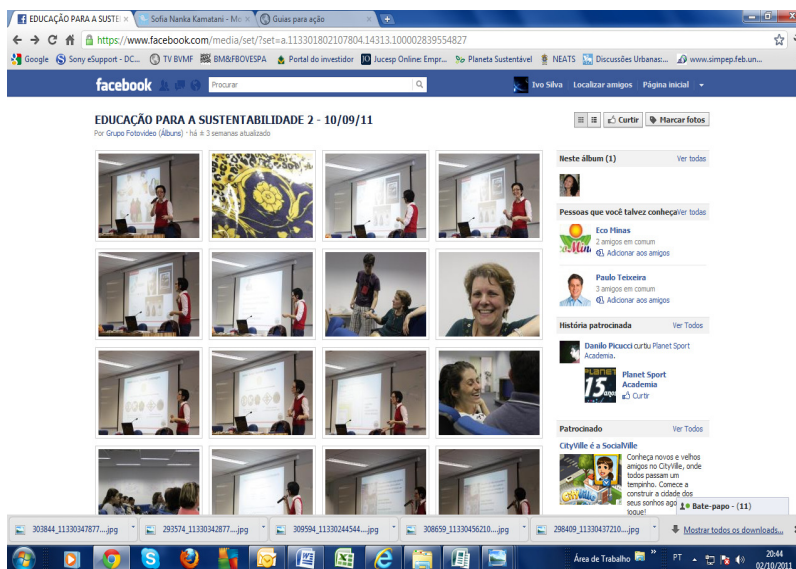 EDUCAÇÃO PARA A SUSTE
Sofia Nanka Kamatani - Mo
Guias para ação
https://www.facebook.com/media/set/?set=a.113301802107804.14313.100002839554827
Google
Sony eSupport - DC...
TV BVMF
BM&FBOVESPA
Portal do investidor
Jucesp Online: Empr...
Planeta Sustentável
NEATS
Discussões Urbanas:...
www.simpep.feb.un...
facebook
Procurar
Ivo Silva
Localizar amigos
Página inicial
EDUCAÇÃO PARA A SUSTENTABILIDADE 2 - 10/09/11
Por Grupo Fotovideo (Álbuns) · há ± 3 semanas atualizado
Curtir
Marcar fotos
Neste álbum (1)
Ver todas
Pessoas que você talvez conheça
Ver todas
Eco Minas
2 amigos em comum
Adicionar aos amigos
Paulo Teixeira
3 amigos em comum
Adicionar aos amigos
História patrocinada
Ver Todos
Danilo Picucci curtiu Planet Sport
Academia.
PLANET
15 anos
Planet Sport
Academia
Curtir
Patrocinado
Ver Todos
CityVille é a SocialVille
CITYVILLE
Conheça novos e velhos
amigos no CityVille, onde
todos passam um
tempinho. Comece a
construir a cidade dos
seus sonhos ago
jogue!
Bate-papo - (11)
303844_11330347877....jpg
293574_11330342877....jpg
309594_11330244544....jpg
308659_11330456210....jpg
298409_11330437210....jpg
Mostrar todos os downloads...
Área de Trabalho
PT
20:44
02/10/2011